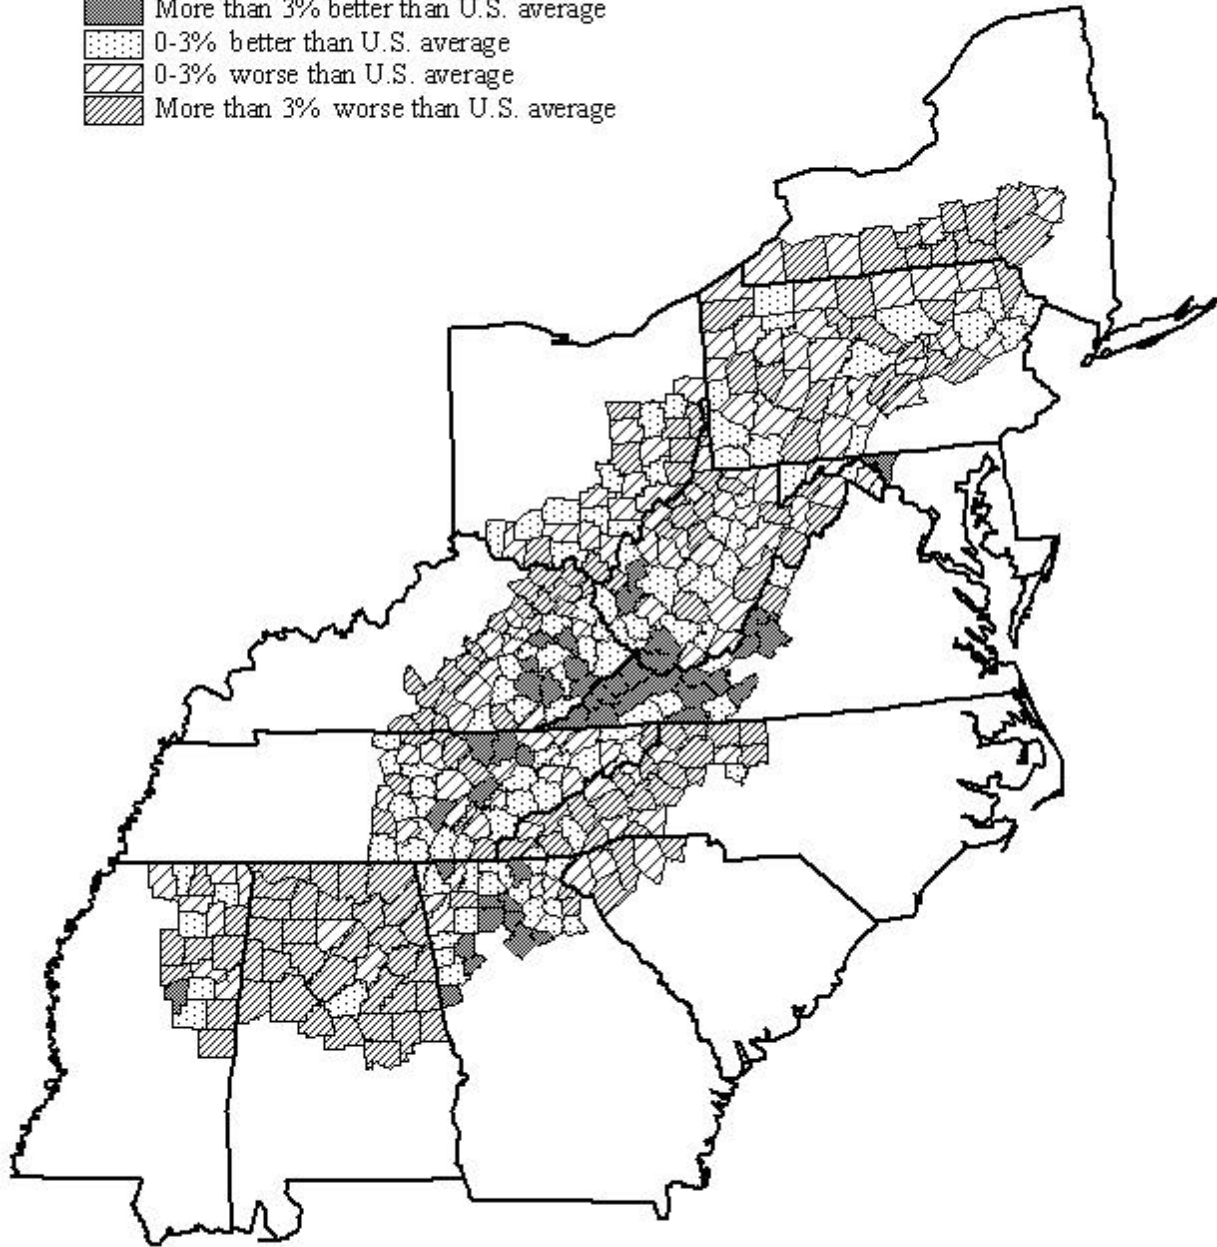 More than 3% better than U.S. average
0-3% better than U.S. average
0-3% worse than U.S. average
More than 3% worse than U.S. average